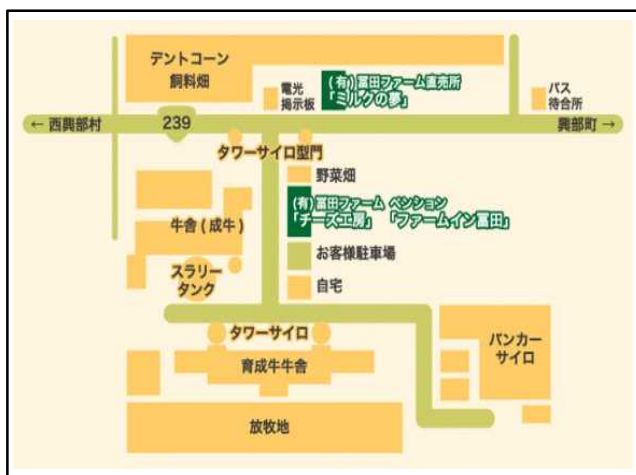 デントコーン
飼料畑
電光
掲示板
(有)冨田ファーム直売所
「ミルクの夢」
バス
待合所
← 西興部村
239
興部町 →
タワーサイロ型門
野菜畑
(有)冨田ファーム ペンション
「チーズ工房」 「ファームイン冨田」
牛舎(成牛)
お客様駐車場
スラリー
タンク
自宅
タワーサイロ
バンカー
サイロ
育成牛牛舎
放牧地